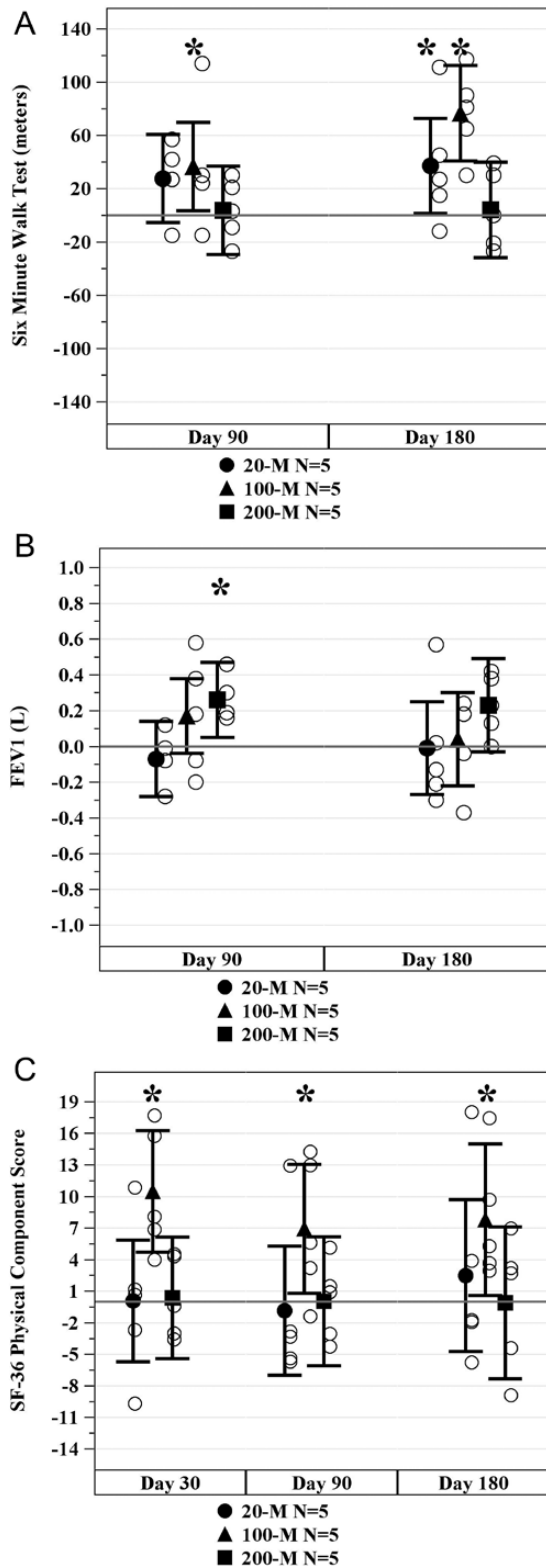 A
Six Minute Walk Test (meters)
140
100
60
20
-20
-60
-100
-140
* * *
Day 90 Day 180
● 20-M N=5
▲ 100-M N=5
■ 200-M N=5
B
FEV1 (L)
1.0
0.8
0.6
0.4
0.2
0.0
-0.2
-0.4
-0.6
-0.8
-1.0
*
Day 90 Day 180
● 20-M N=5
▲ 100-M N=5
■ 200-M N=5
C
SF-36 Physical Component Score
19
16
13
10
7
4
1
-2
-5
-8
-11
-14
* * *
Day 30 Day 90 Day 180
● 20-M N=5
▲ 100-M N=5
■ 200-M N=5